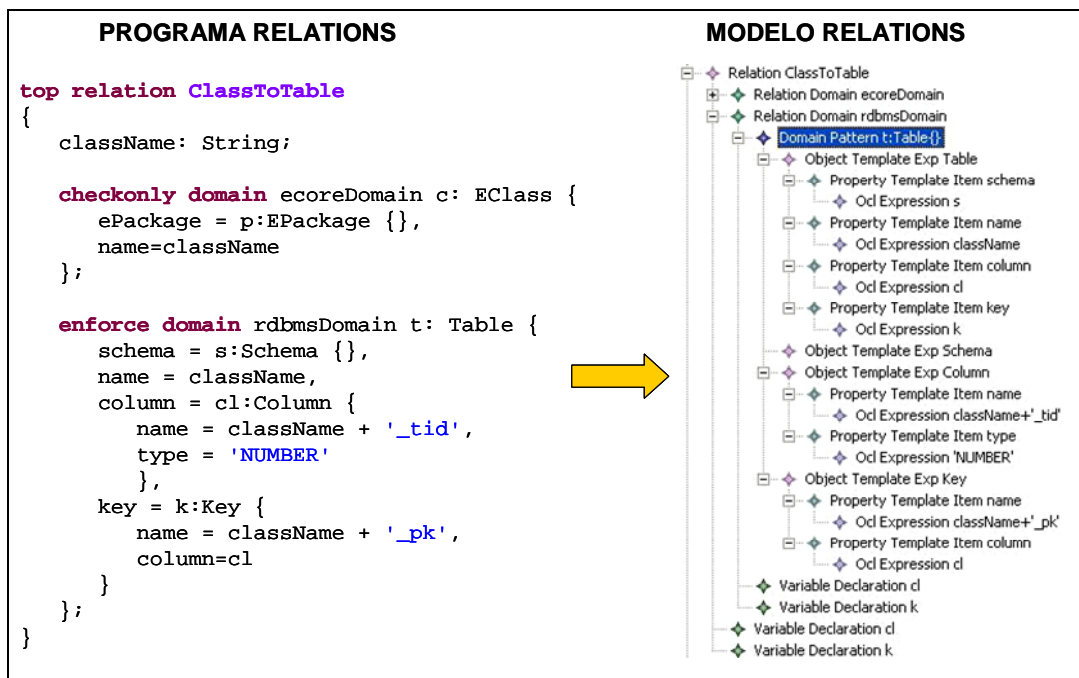 PROGRAMA RELATIONS
top relation ClassToTable
{
className: String;
checkonly domain ecoreDomain c: EClass {
ePackage = p:EPackage {},
name=className
};
enforce domain rdbmsDomain t: Table {
schema = s:Schema {},
name = className,
column = cl:Column {
name = className + '_tid',
type = 'NUMBER'
},
key = k:Key {
name = className + '_pk',
column=cl
}
};
}
MODELO RELATIONS
Relation ClassToTable
Relation Domain ecoreDomain
Relation Domain rdbmsDomain
Domain Pattern t:Table{}
Object Template Exp Table
Property Template Item schema
Ocl Expression s
Property Template Item name
Ocl Expression className
Property Template Item column
Ocl Expression cl
Property Template Item key
Ocl Expression k
Object Template Exp Schema
Object Template Exp Column
Property Template Item name
Ocl Expression className+'_tid'
Property Template Item type
Ocl Expression 'NUMBER'
Object Template Exp Key
Property Template Item name
Ocl Expression className+'_pk'
Property Template Item column
Ocl Expression cl
Variable Declaration cl
Variable Declaration k
Variable Declaration cl
Variable Declaration k